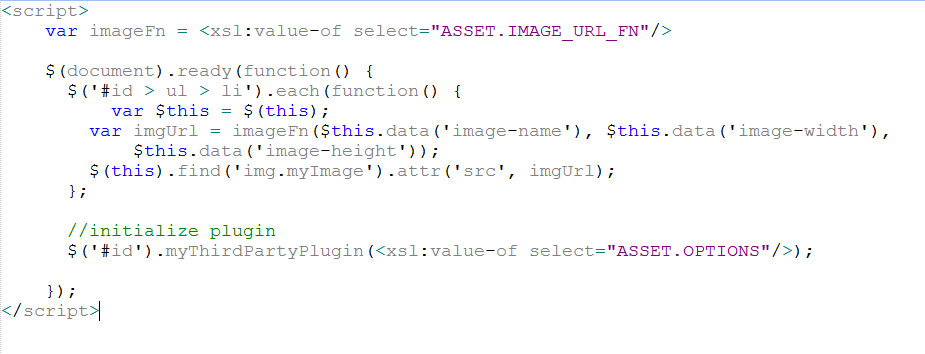 <script>
    var imageFn = <xsl:value-of select="ASSET.IMAGE_URL_FN"/>

    $(document).ready(function() {
      $('#id > ul > li').each(function() {
          var $this = $(this);
        var imgUrl = imageFn($this.data('image-name'), $this.data('image-width'),
            $this.data('image-height'));
        $(this).find('img.myImage').attr('src', imgUrl);
      };

      //initialize plugin
      $('#id').myThirdPartyPlugin(<xsl:value-of select="ASSET.OPTIONS"/>);

    });
</script>